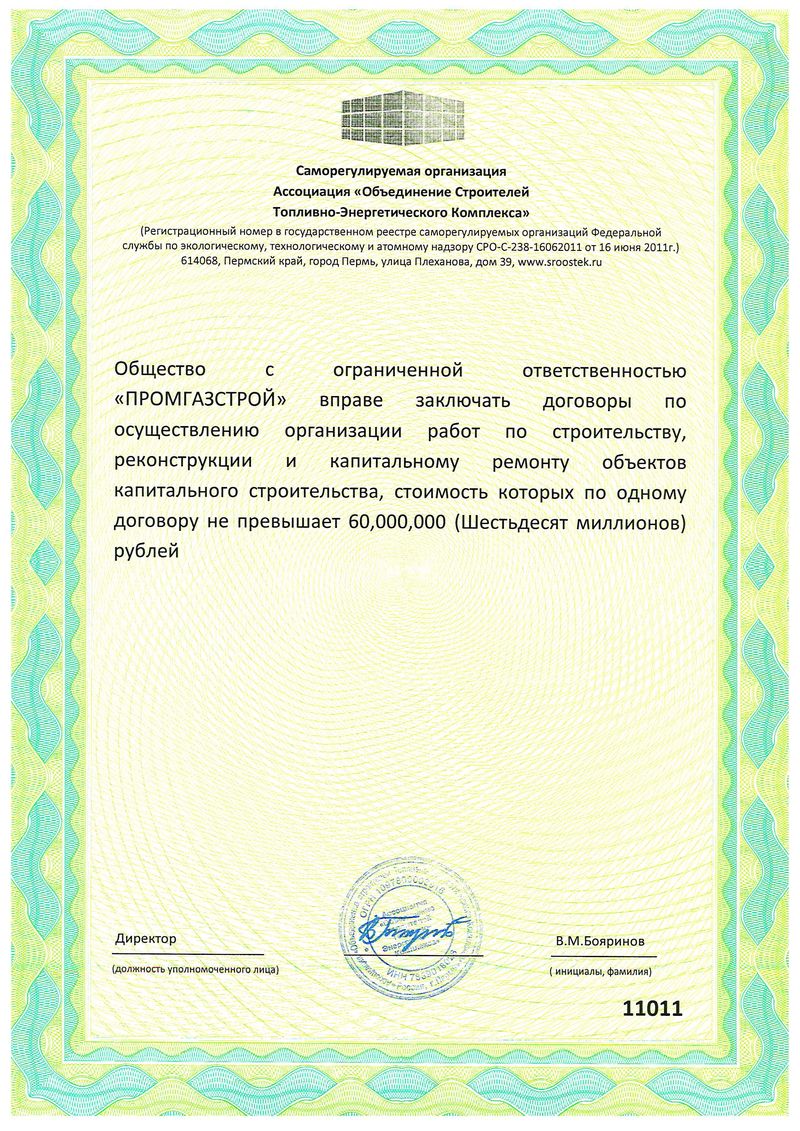 Саморегулируемая организация
Ассоциация «Объединение Строителей
Топливно-Энергетического Комплекса»
(Регистрационный номер в государственном реестре саморегулируемых организаций Федеральной
службы по экологическому, технологическому и атомному надзору СРО-С-238-16062011 от 16 июня 2011г.)
614068, Пермский край, город Пермь, улица Плеханова, дом 39, www.sroostek.ru
Общество с ограниченной ответственностью
«ПРОМГАЗСТРОЙ» вправе заключать договоры по
осуществлению организации работ по строительству,
реконструкции и капитальному ремонту объектов
капитального строительства, стоимость которых по одному
договору не превышает 60,000,000 (Шестьдесят миллионов)
рублей
Директор
В.М.Бояринов
(должность уполномоченного лица)
( инициалы, фамилия)
11011